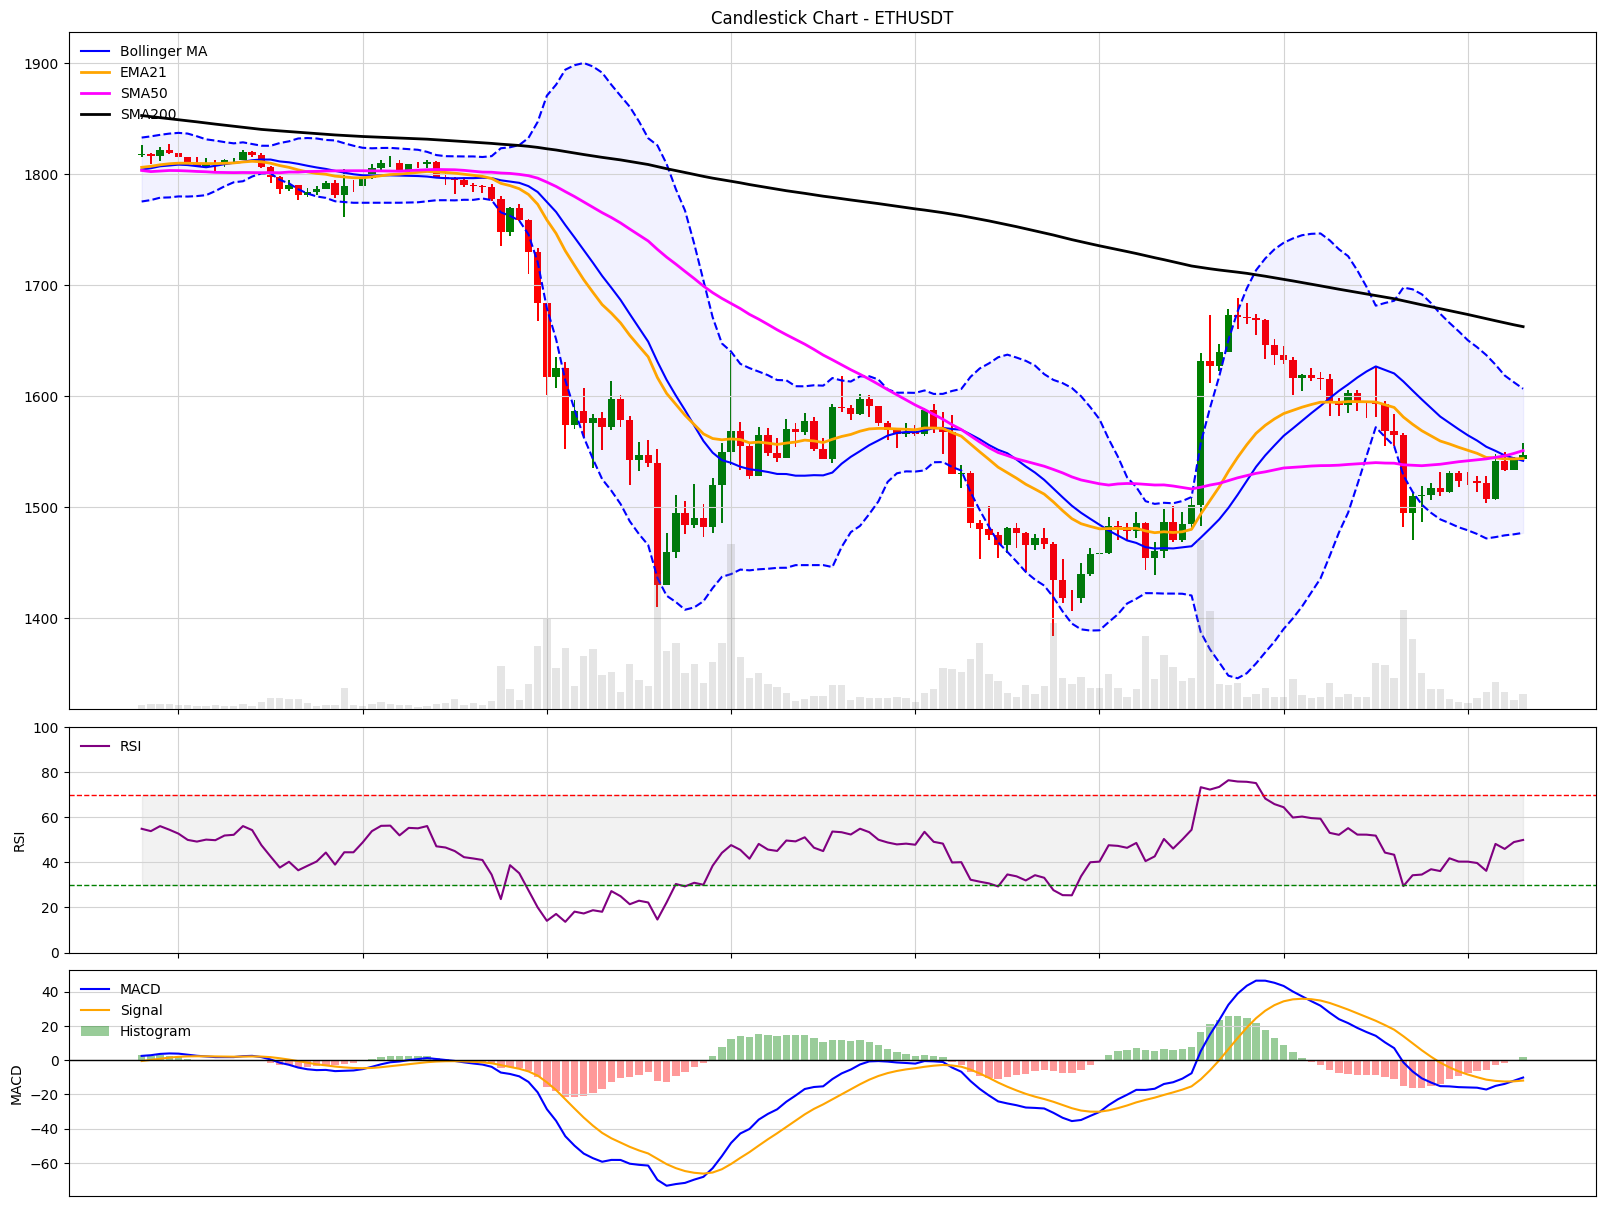 Candlestick Chart - ETHUSDT
Bollinger MA
EMA21
SMA50
SMA200
1900
1800
1700
1600
1500
1400
RSI
100
80
60
40
20
0
RSI
MACD
Signal
Histogram
40
20
0
−20
−40
−60
MACD